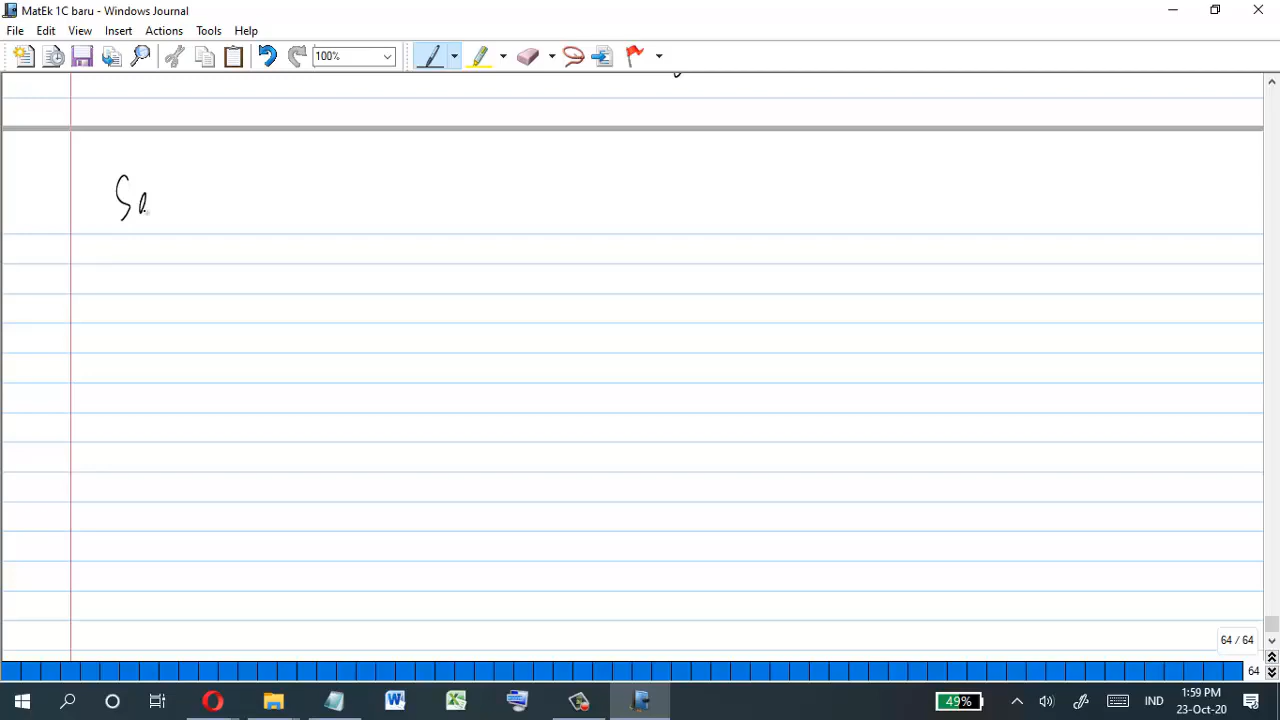 MatEk 1C baru - Windows Journal
File Edit View Insert Actions Tools Help
100%
Sa
64 / 64
64
49% IND 1:59 PM
23-Oct-20